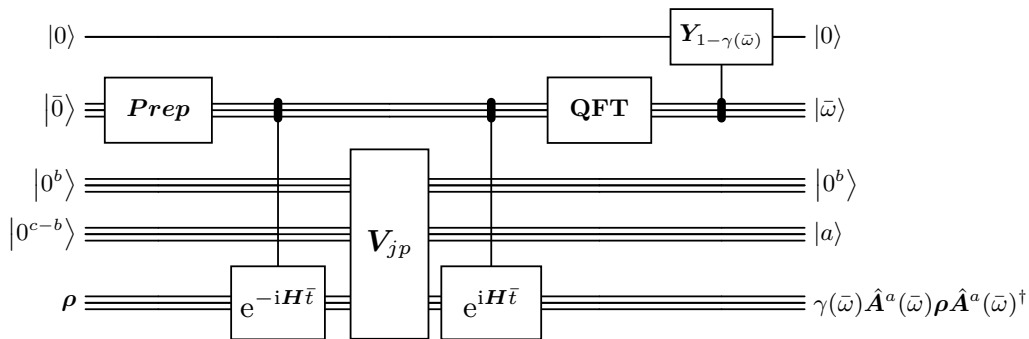 |0⟩ Y_{1−γ(ω̄)} |0⟩
|0̄⟩ Prep QFT |ω̄⟩
|0^b⟩ |0^b⟩
|0^{c−b}⟩ V_{jp} |a⟩
ρ e^{−iHt̄} e^{iHt̄} γ(ω̄)Â^a(ω̄)ρÂ^a(ω̄)^†